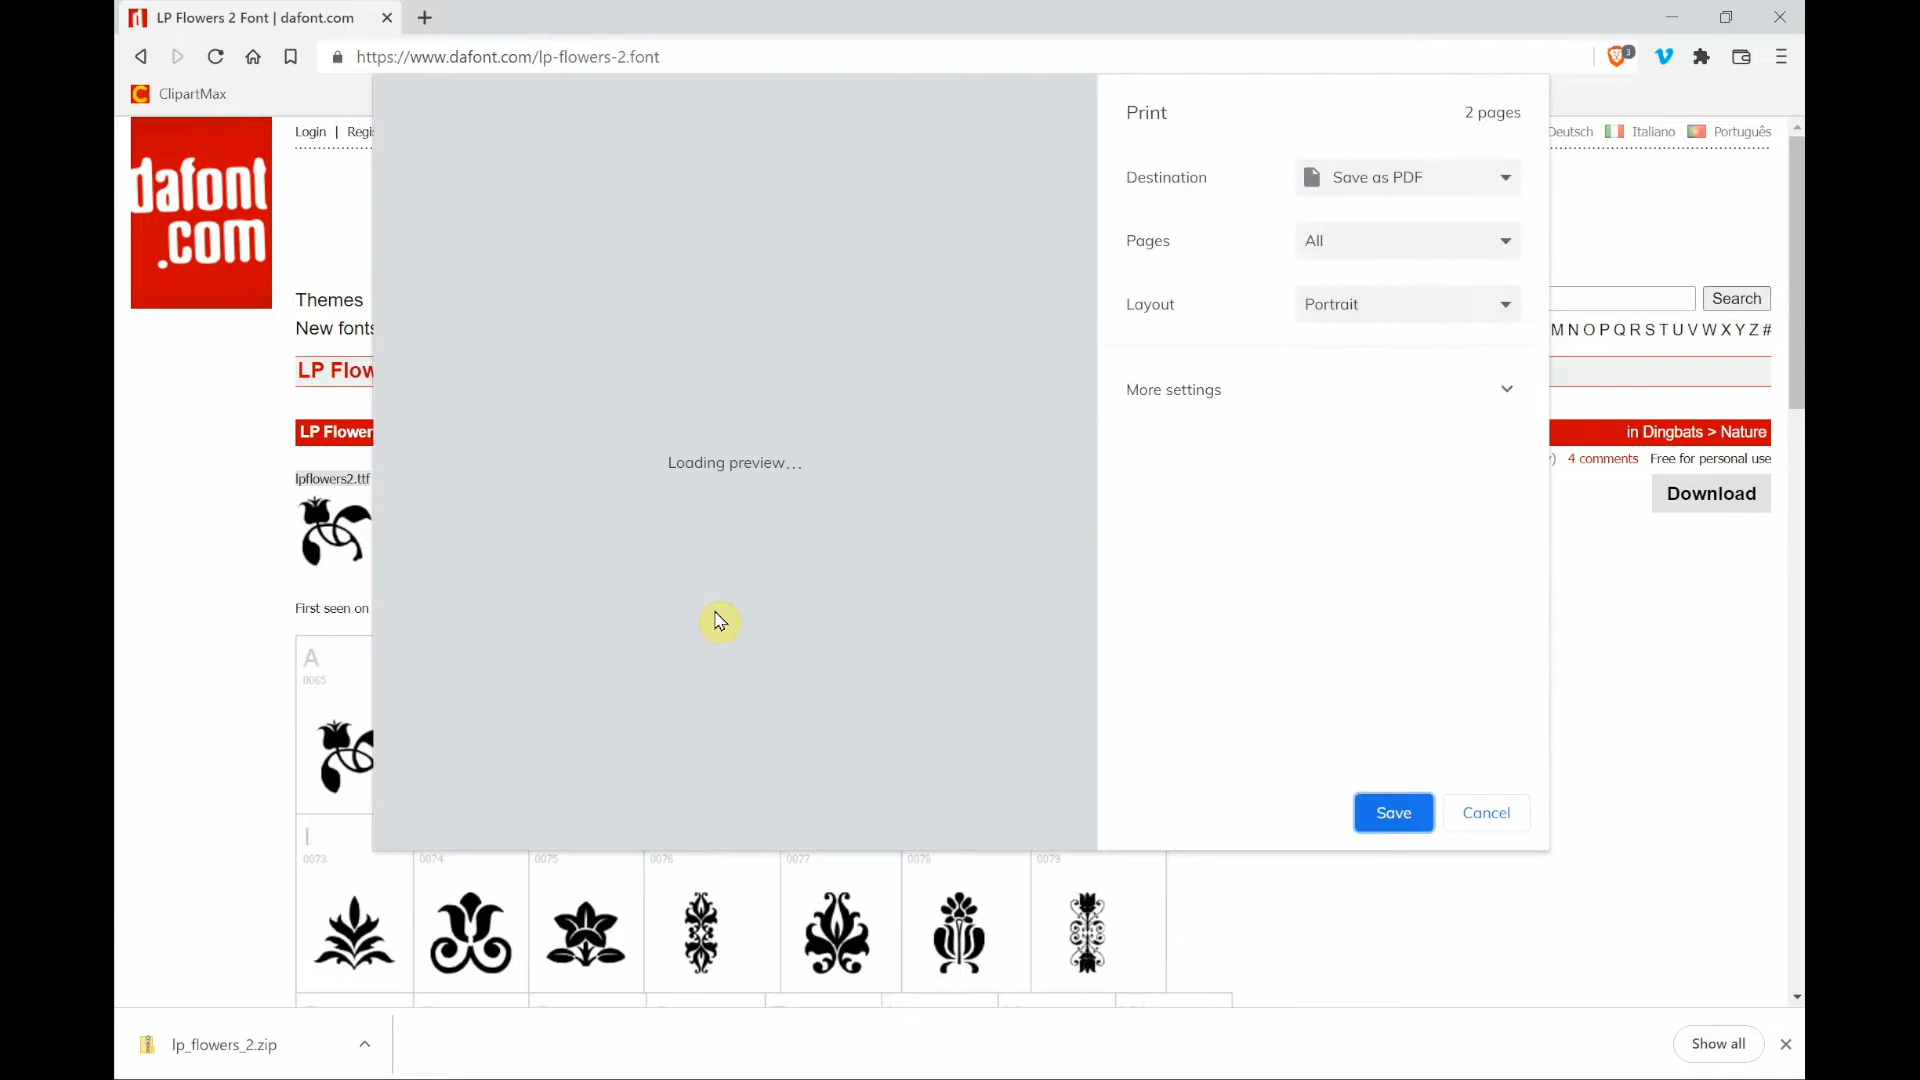 LP Flowers 2 Font | dafont.com
https://www.dafont.com/lp-flowers-2.font
3
ClipartMax
dafont
.com
Login | Regis
Deutsch Italiano Português
Themes
New fonts
Search
M N O P Q R S T U V W X Y Z #
LP Flow
LP Flower
in Dingbats > Nature
4 comments Free for personal use
lpflowers2.ttf
Download
First seen on
A
0065
I
0073 0074 0075 0076 0077 0078 0079
Print 2 pages
Destination Save as PDF
Pages All
Layout Portrait
More settings
Loading preview...
Save Cancel
lp_flowers_2.zip
Show all